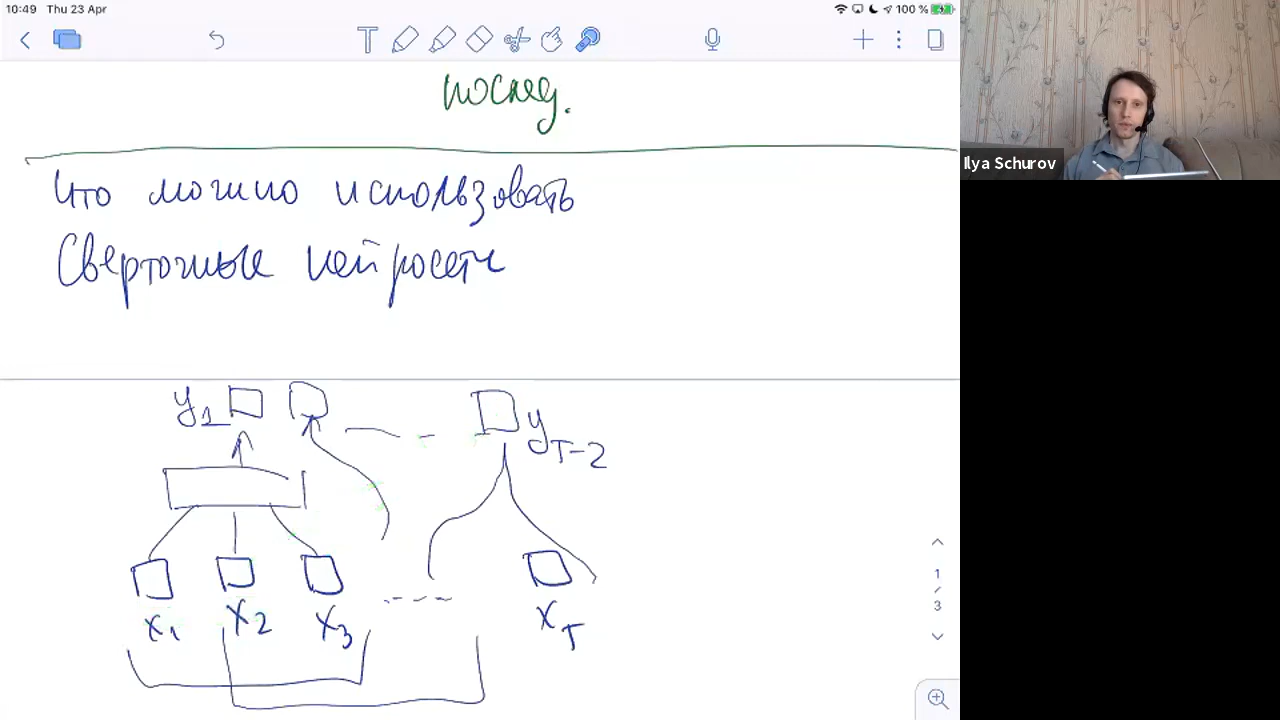 10:49 Thu 23 Apr 100 %
T
послед.
Что можно использовать
Сверточные нейросети
Ilya Schurov
y1 yT-2
x1 x2 x3 xT
1
/
3